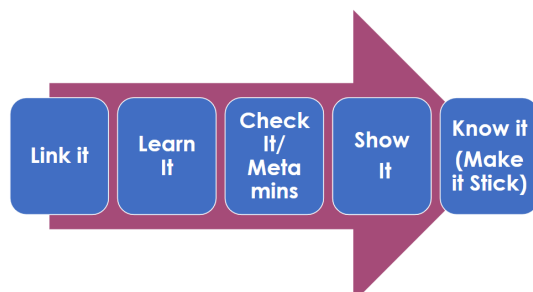 Link it
Learn
It
Check
It/
Meta
mins
Show
It
Know it
(Make
it Stick)